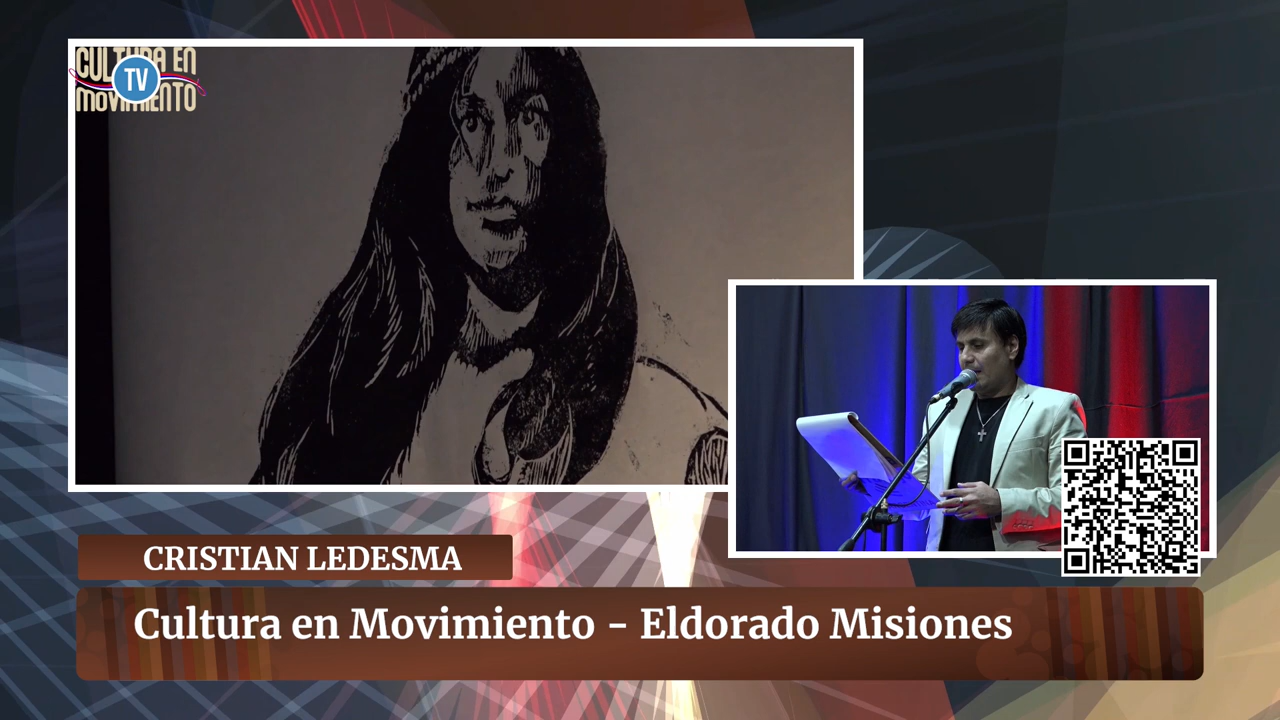 CULTURA EN
TV
MOVIMIENTO
CRISTIAN LEDESMA
Cultura en Movimiento - Eldorado Misiones